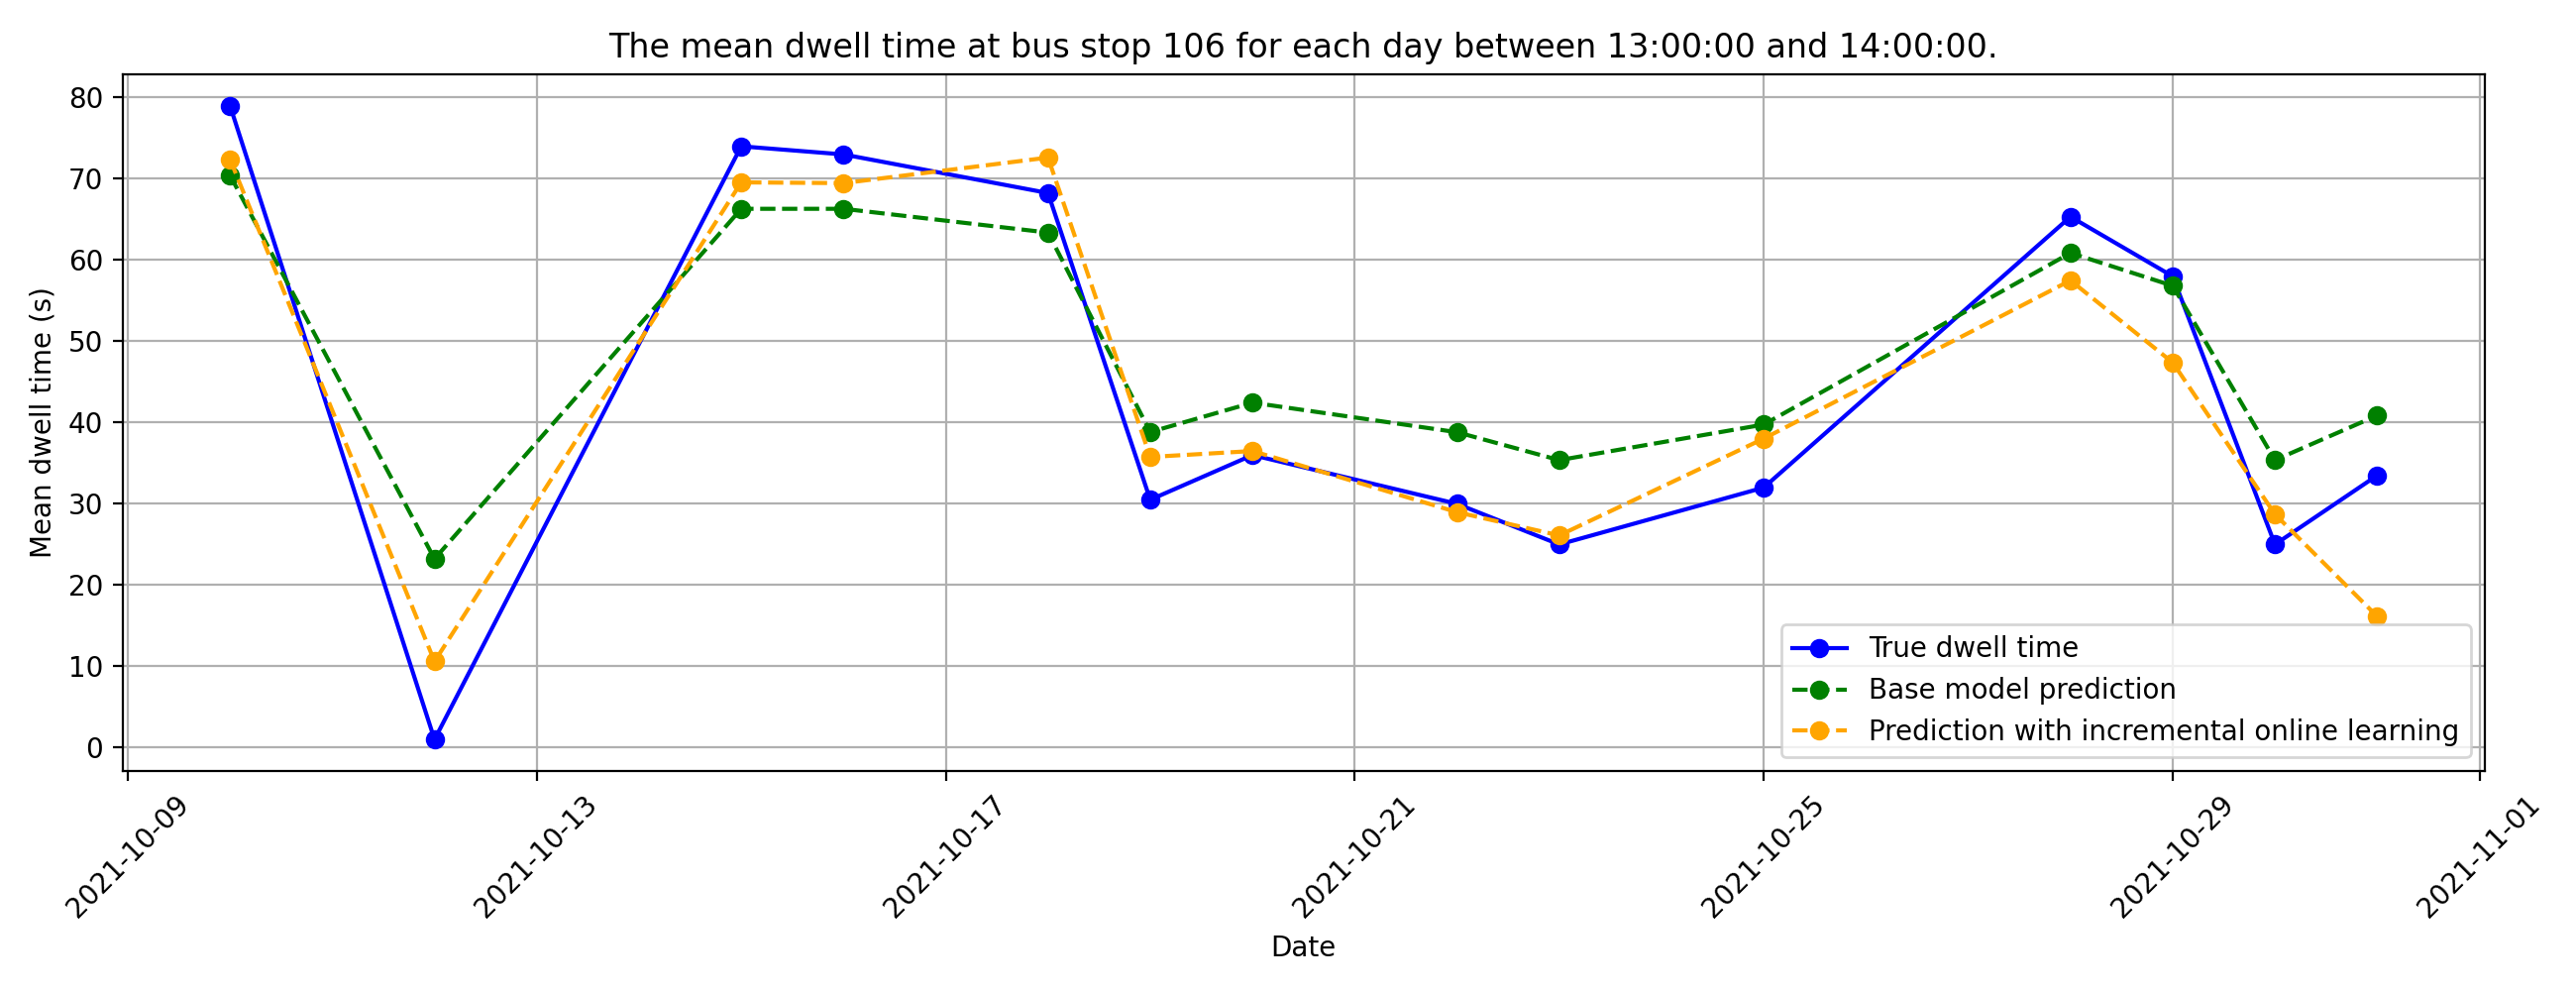 The mean dwell time at bus stop 106 for each day between 13:00:00 and 14:00:00.
Mean dwell time (s)
80
70
60
50
40
30
20
10
0
True dwell time
Base model prediction
Prediction with incremental online learning
2021-10-09
2021-10-13
2021-10-17
2021-10-21
2021-10-25
2021-10-29
2021-11-01
Date